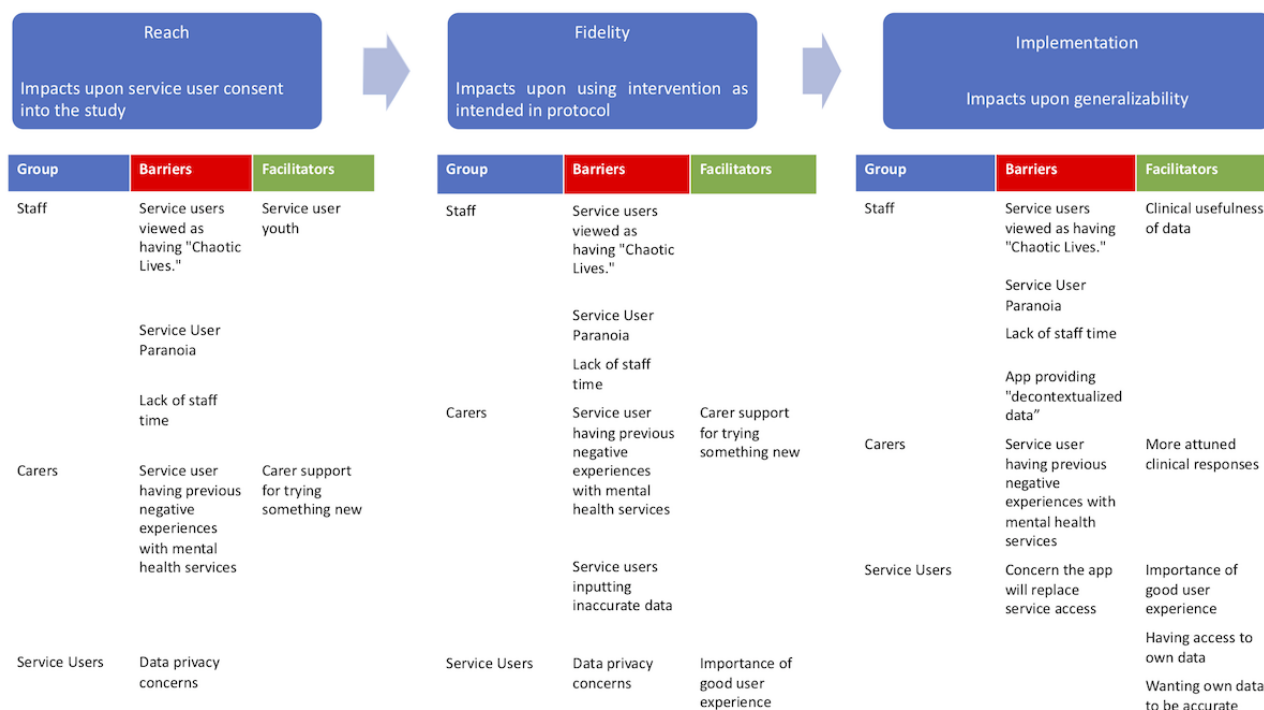 Reach
Impacts upon service user consent
into the study
Fidelity
Impacts upon using intervention as
intended in protocol
Implementation
Impacts upon generalizability
Group Barriers Facilitators
Staff Service users Service user
viewed as youth
having "Chaotic
Lives."
Service User
Paranoia
Lack of staff
time
Carers Service user Carer support
having previous for trying
negative something new
experiences
with mental
health services
Service Users Data privacy
concerns
Group Barriers Facilitators
Staff Service users
viewed as
having "Chaotic
Lives."
Service User
Paranoia
Lack of staff
time
Carers Service user Carer support
having previous for trying
negative something new
experiences
with mental
health services
Service users
inputting
inaccurate data
Service Users Data privacy Importance of
concerns good user
experience
Group Barriers Facilitators
Staff Service users Clinical usefulness
viewed as having of data
"Chaotic Lives."
Service User
Paranoia
Lack of staff time
App providing
"decontextualized
data”
Carers Service user More attuned
having previous clinical responses
negative
experiences with
mental health
services
Service Users Concern the app Importance of
will replace good user
service access experience
Having access to
own data
Wanting own data
to be accurate